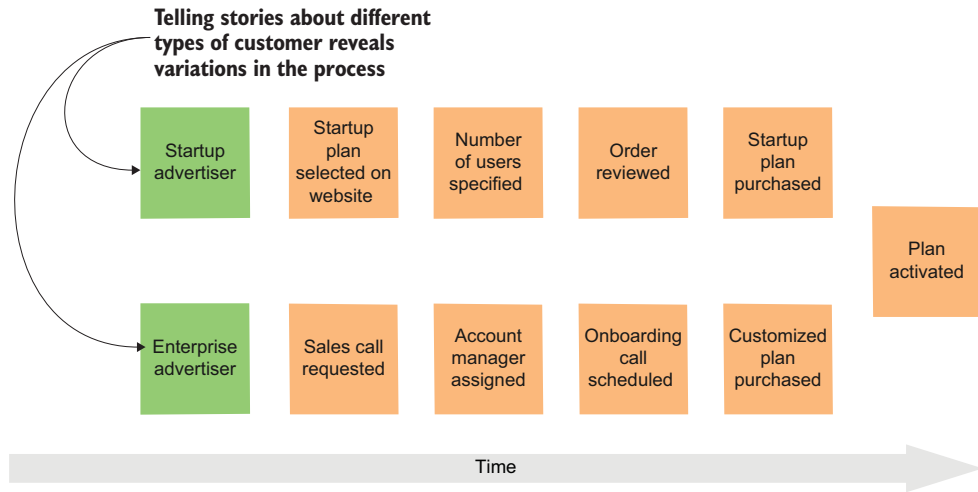 Telling stories about different
types of customer reveals
variations in the process
Startup
advertiser
Startup
plan
selected on
website
Number
of users
specified
Order
reviewed
Startup
plan
purchased
Plan
activated
Enterprise
advertiser
Sales call
requested
Account
manager
assigned
Onboarding
call
scheduled
Customized
plan
purchased
Time